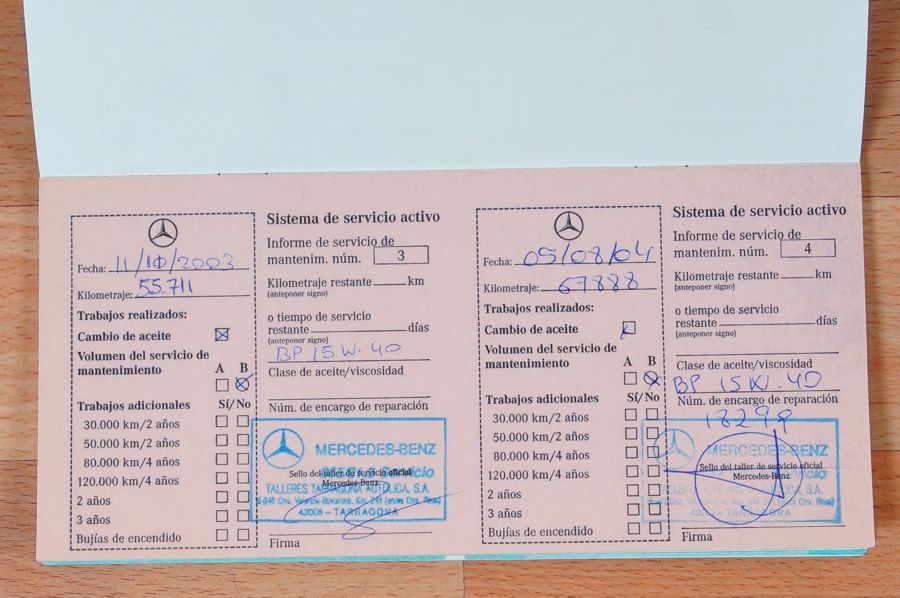 Sistema de servicio activo
Informe de servicio de
mantenim. núm. 3
Fecha: 11/10/2003
Kilometraje restante km
(anteponer signo)
Kilometraje: 55.711
Trabajos realizados:
o tiempo de servicio
restante días
(anteponer signo)
Cambio de aceite
BP 15W-40
Volumen del servicio de
mantenimiento A B
Clase de aceite/viscosidad
Trabajos adicionales Sí/No
Núm. de encargo de reparación
30.000 km/2 años
50.000 km/2 años
80.000 km/4 años
120.000 km/4 años
2 años
3 años
Bujías de encendido
MERCEDES-BENZ
Sello del taller de servicio oficial
Mercedes-Benz
TALLERES TARRAGONA AUTOLICA, S.A.
43006 - TARRAGONA
Firma
Sistema de servicio activo
Informe de servicio de
mantenim. núm. 4
Fecha: 05/08/04
Kilometraje restante km
(anteponer signo)
Kilometraje: 67888
Trabajos realizados:
o tiempo de servicio
restante días
(anteponer signo)
Cambio de aceite
Volumen del servicio de
mantenimiento A B
Clase de aceite/viscosidad
BP 15W-40
Trabajos adicionales Sí/No
Núm. de encargo de reparación
18299
30.000 km/2 años
50.000 km/2 años
80.000 km/4 años
120.000 km/4 años
2 años
3 años
Bujías de encendido
MERCEDES-BENZ
Sello del taller de servicio oficial
Mercedes-Benz
TARRAGONA
Firma